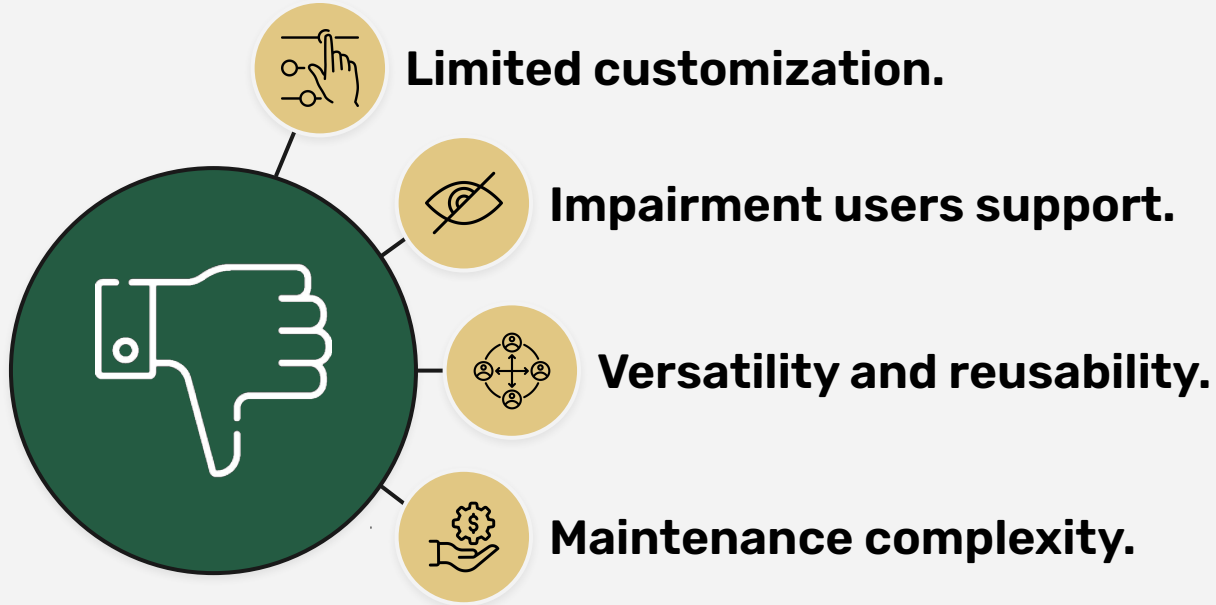 Limited customization.
Impairment users support.
Versatility and reusability.
$
Maintenance complexity.